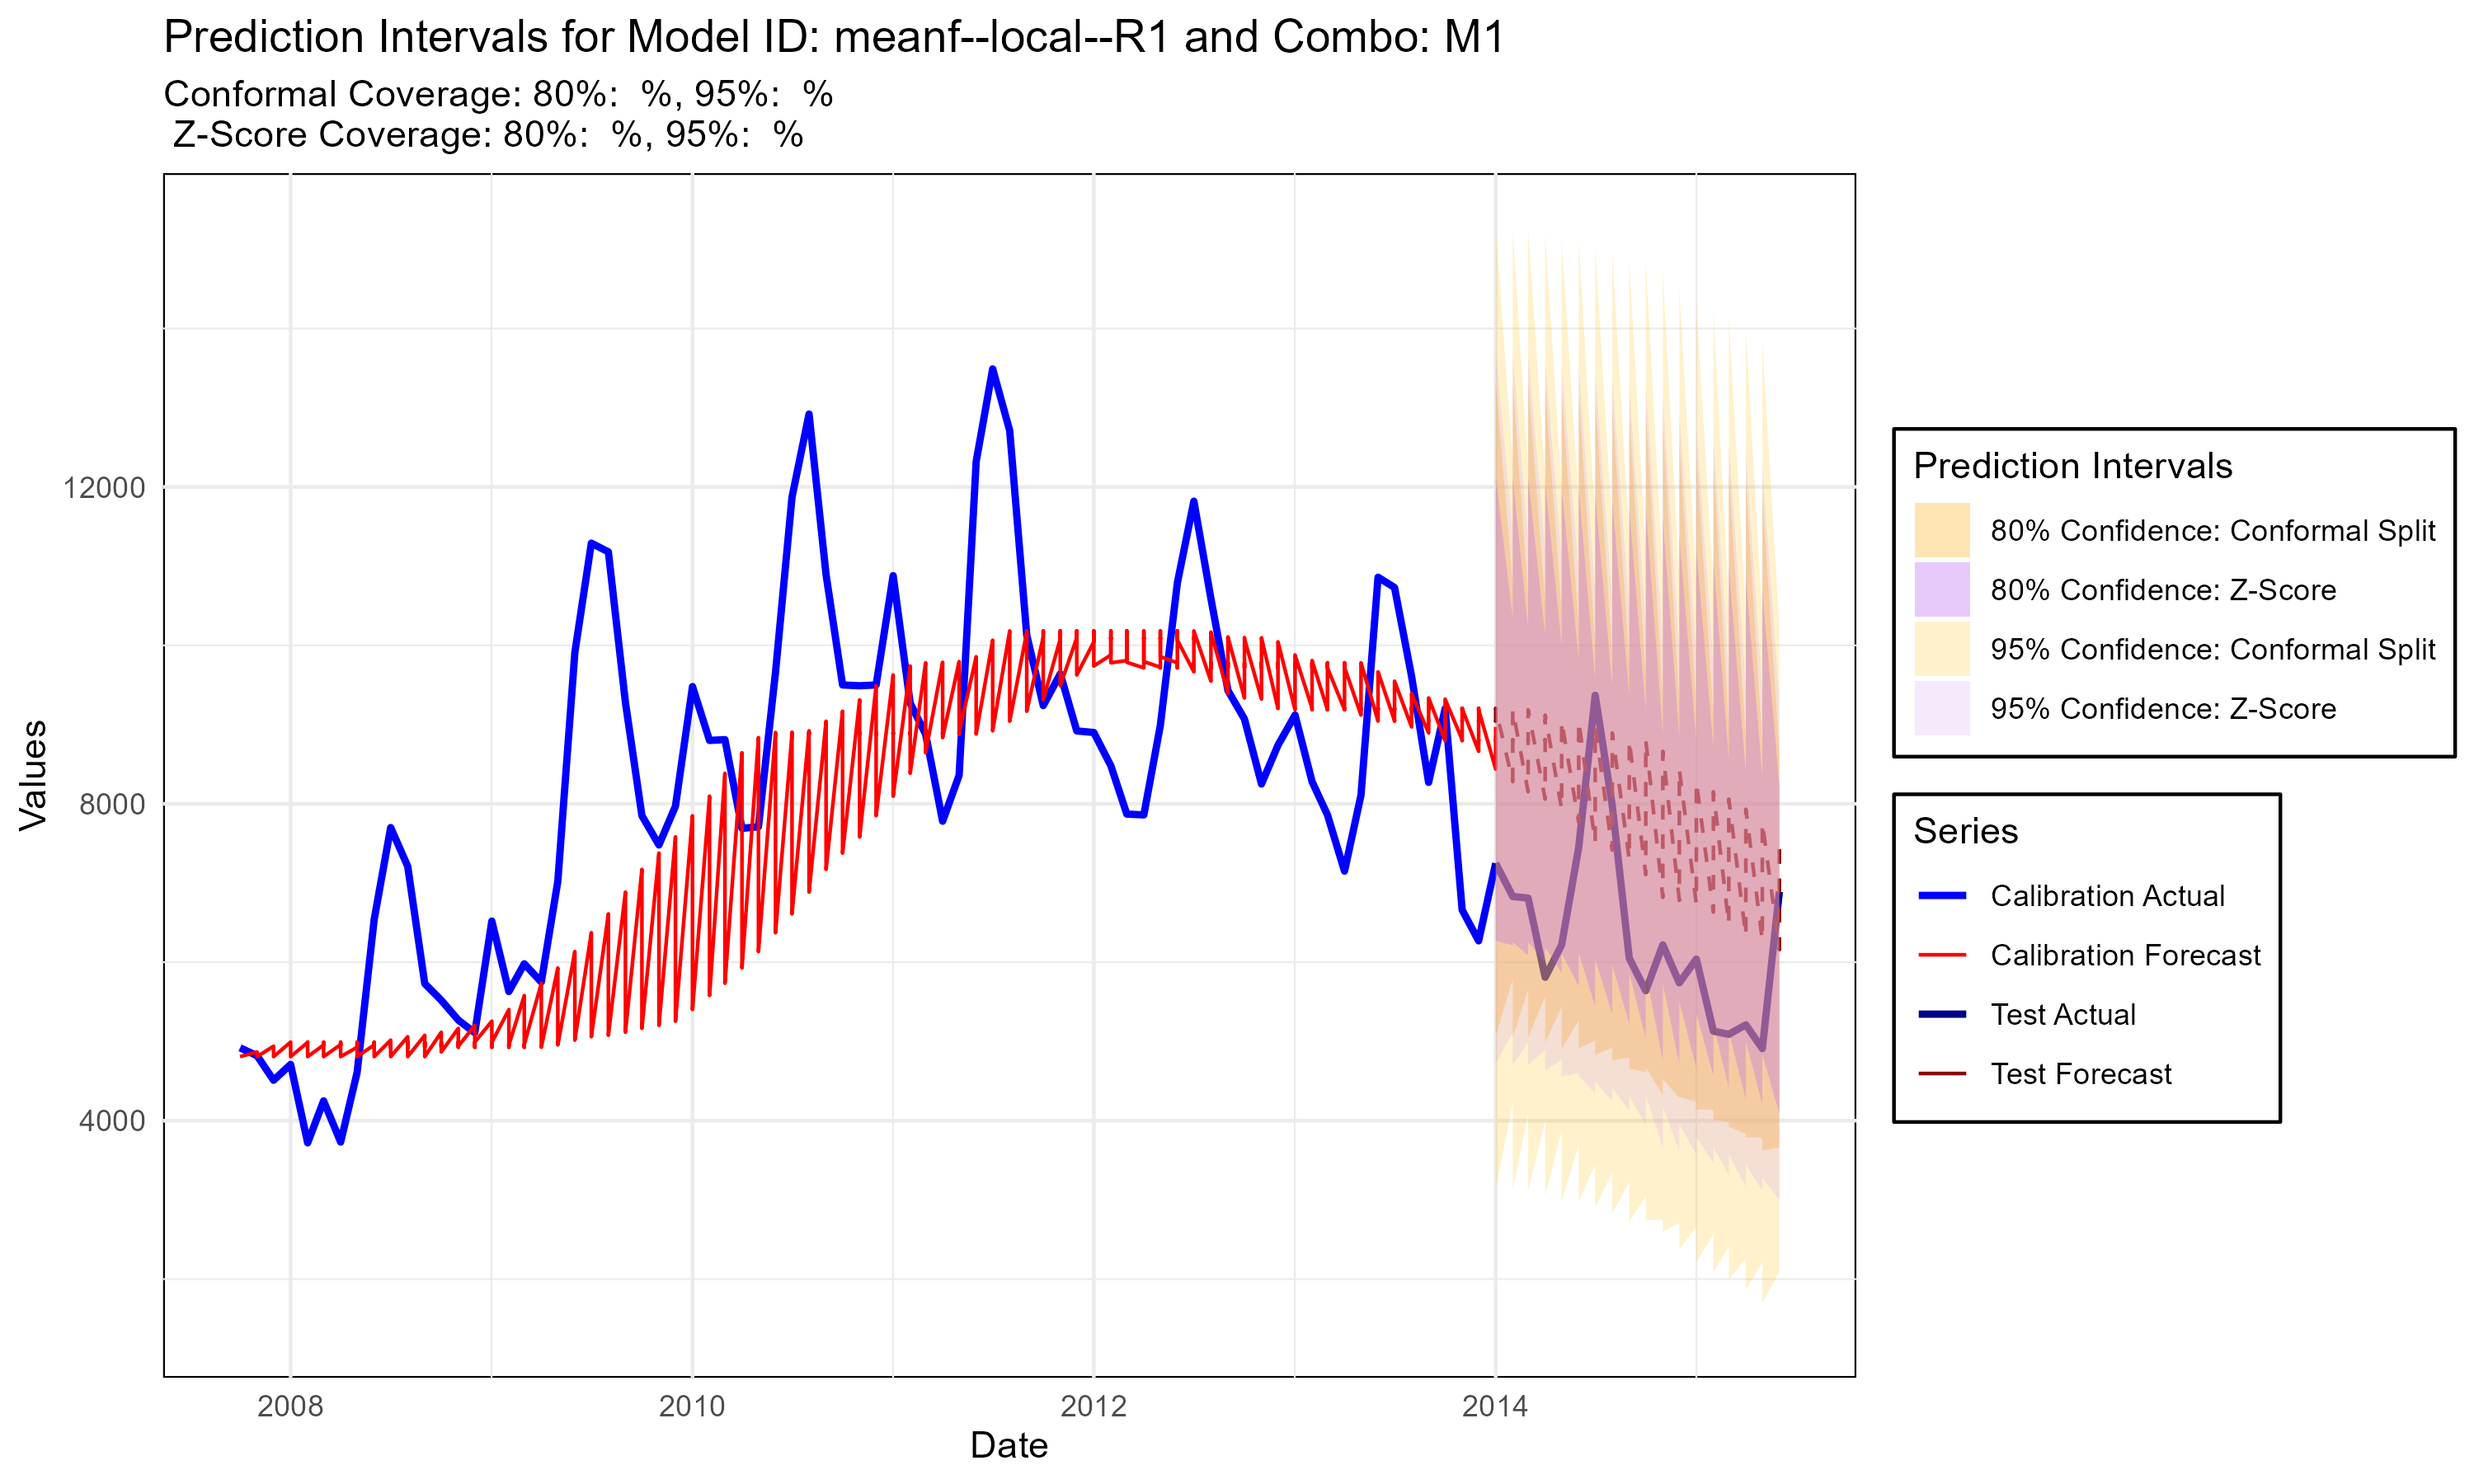 Prediction Intervals for Model ID: meanf--local--R1 and Combo: M1
Conformal Coverage: 80%:  %, 95%:  %
Z-Score Coverage: 80%:  %, 95%:  %
Values
12000
8000
4000
2008
2010
2012
2014
Date
Prediction Intervals
80% Confidence: Conformal Split
80% Confidence: Z-Score
95% Confidence: Conformal Split
95% Confidence: Z-Score
Series
Calibration Actual
Calibration Forecast
Test Actual
Test Forecast